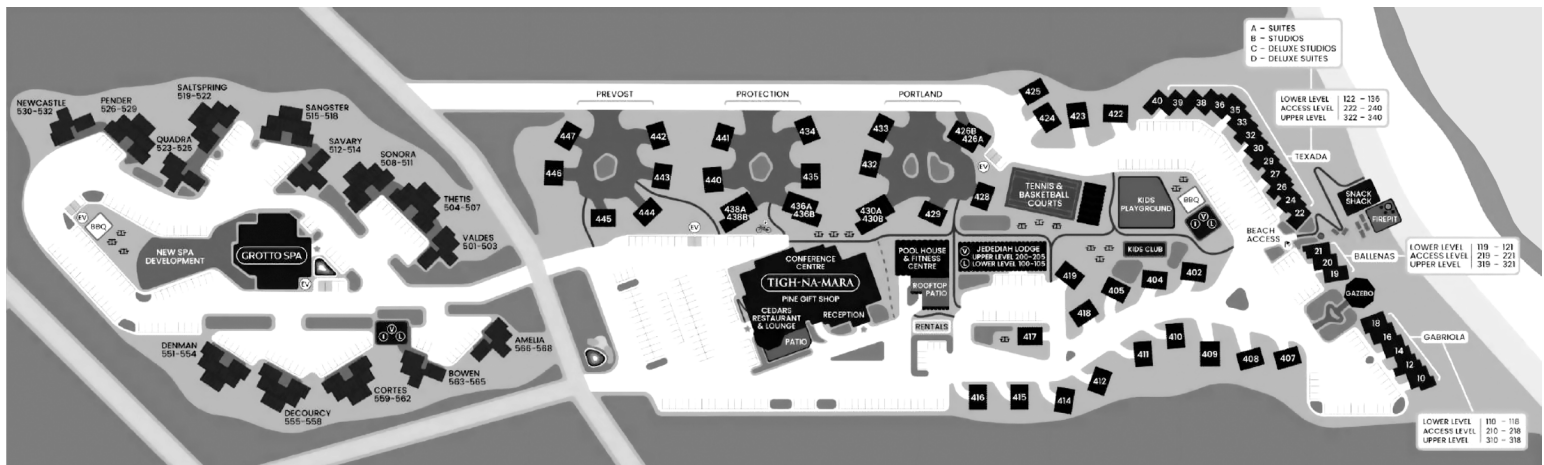 NEWCASTLE
530-532
PENDER
526-529
SALTSPRING
519-522
SANGSTER
515-518
QUADRA
523-525
SAVARY
512-514
SONORA
508-511
THETIS
504-507
VALDES
501-503
EV
BBQ
NEW SPA
DEVELOPMENT
GROTTO SPA
EV
DENMAN
551-554
DECOURCY
555-558
CORTES
559-562
BOWEN
563-565
AMELIA
566-568
V
I L
PREVOST
447
442
446
443
445
444
PROTECTION
441
434
440
435
438A
438B
436A
436B
EV
PORTLAND
433
426B
426A
432
430A
430B
429
428
EV
425
424
423
422
TENNIS &
BASKETBALL
COURTS
KIDS
PLAYGROUND
BBQ
V
I L
KIDS CLUB
CONFERENCE
CENTRE
TIGH-NA-MARA
PINE GIFT SHOP
CEDARS
RESTAURANT
& LOUNGE
RECEPTION
PATIO
POOL HOUSE
& FITNESS
CENTRE
ROOFTOP
PATIO
RENTALS
V JEDEDIAH LODGE
UPPER LEVEL 200-205
L LOWER LEVEL 100-105
419
418
405
404
402
417
416
415
414
412
411
410
409
408
407
A - SUITES
B - STUDIOS
C - DELUXE STUDIOS
D - DELUXE SUITES
LOWER LEVEL 122 - 136
ACCESS LEVEL 222 - 240
UPPER LEVEL 322 - 340
TEXADA
40
39
38
36
35
33
32
30
29
27
26
24
22
SNACK
SHACK
FIREPIT
BEACH
ACCESS
21
20
19
BALLENAS
LOWER LEVEL 119 - 121
ACCESS LEVEL 219 - 221
UPPER LEVEL 319 - 321
GAZEBO
18
16
14
12
10
GABRIOLA
LOWER LEVEL 110 - 118
ACCESS LEVEL 210 - 218
UPPER LEVEL 310 - 318